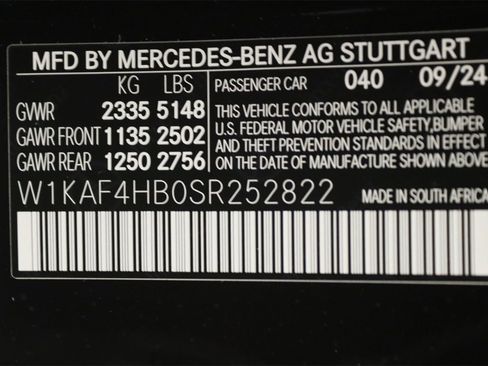 MFD BY MERCEDES-BENZ AG STUTTGART
KG LBS PASSENGER CAR 040 09/24
GVWR 2335 5148
GAWR FRONT 1135 2502
GAWR REAR 1250 2756
THIS VEHICLE CONFORMS TO ALL APPLICABLE
U.S. FEDERAL MOTOR VEHICLE SAFETY, BUMPER
AND THEFT PREVENTION STANDARDS IN EFFECT
ON THE DATE OF MANUFACTURE SHOWN ABOVE.
W1KAF4HB0SR252822 MADE IN SOUTH AFRICA